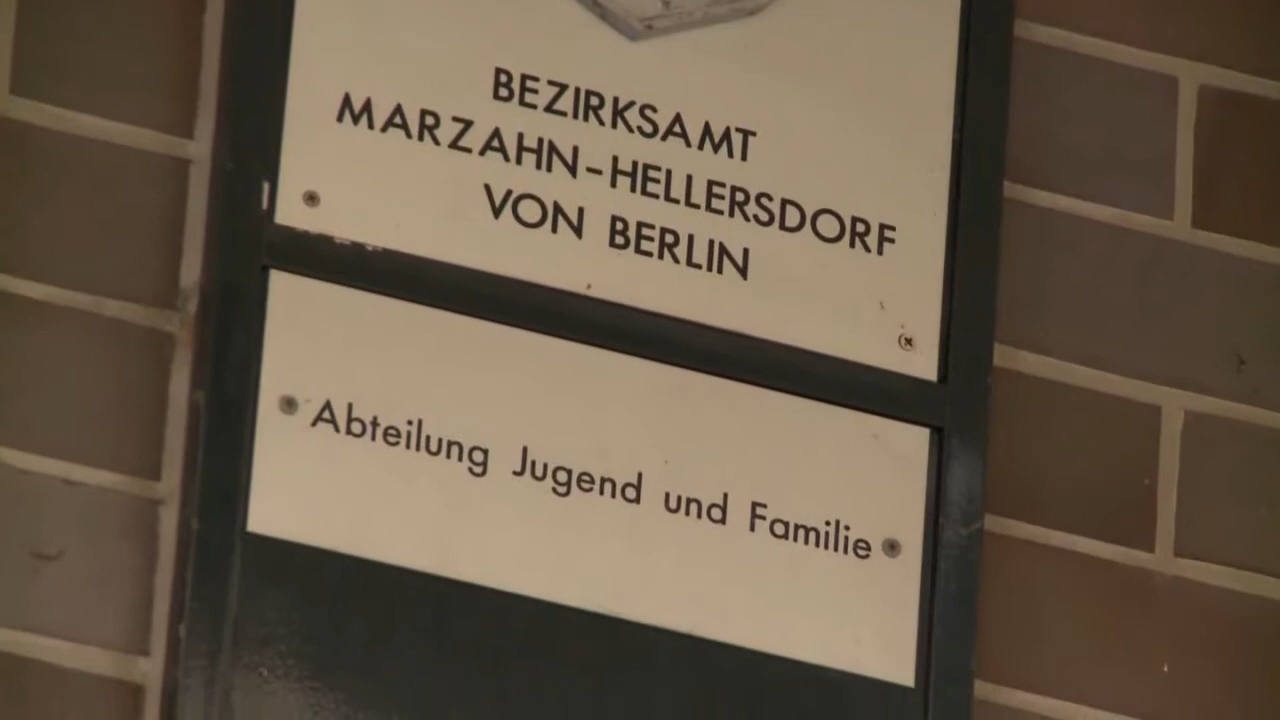 BEZIRKSAMT
MARZAHN-HELLERSDORF
VON BERLIN
Abteilung Jugend und Familie